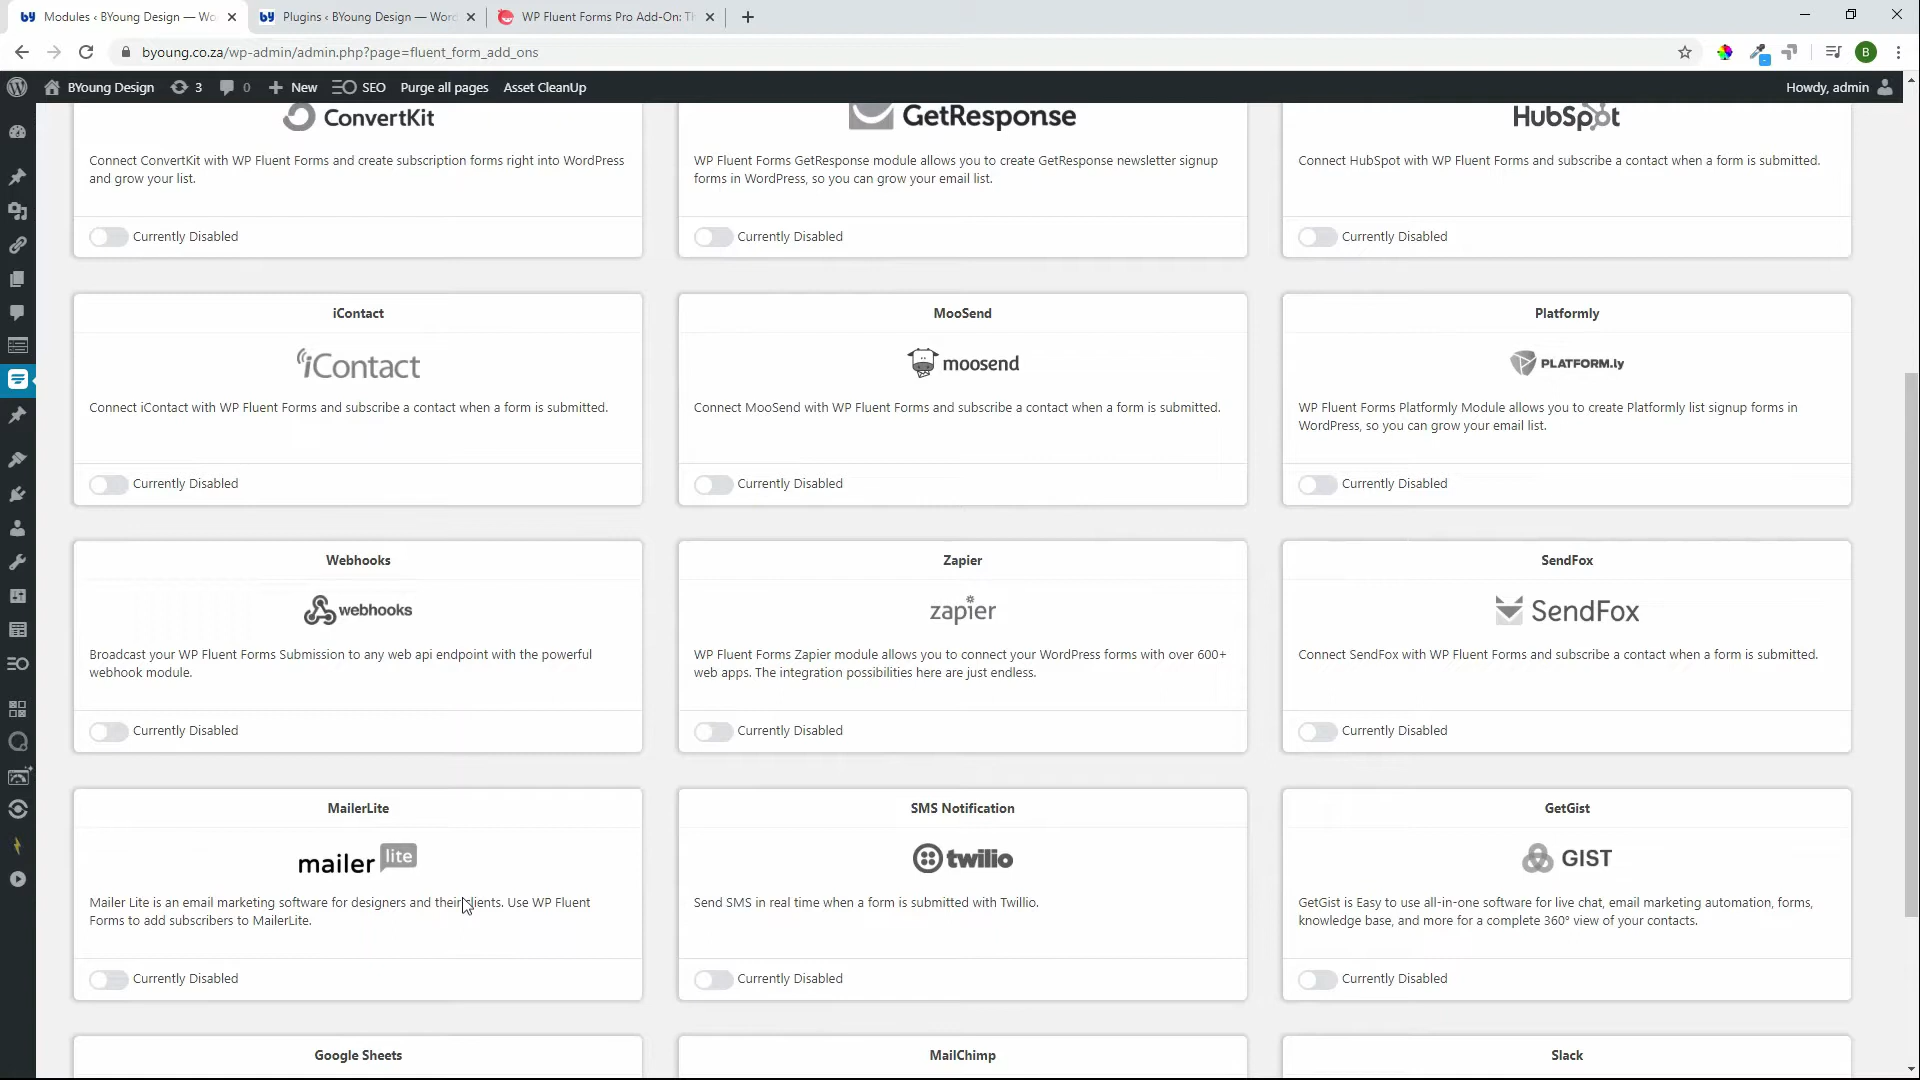 Modules ‹ BYoung Design — Wo
Plugins ‹ BYoung Design — Word
WP Fluent Forms Pro Add-On: Th
byoung.co.za/wp-admin/admin.php?page=fluent_form_add_ons
B
BYoung Design 3 0 New SEO Purge all pages Asset CleanUp Howdy, admin
ConvertKit
Connect ConvertKit with WP Fluent Forms and create subscription forms right into WordPress
and grow your list.
Currently Disabled
GetResponse
WP Fluent Forms GetResponse module allows you to create GetResponse newsletter signup
forms in WordPress, so you can grow your email list.
Currently Disabled
HubSpot
Connect HubSpot with WP Fluent Forms and subscribe a contact when a form is submitted.
Currently Disabled
iContact
iContact
Connect iContact with WP Fluent Forms and subscribe a contact when a form is submitted.
Currently Disabled
MooSend
moosend
Connect MooSend with WP Fluent Forms and subscribe a contact when a form is submitted.
Currently Disabled
Platformly
PLATFORM.ly
WP Fluent Forms Platformly Module allows you to create Platformly list signup forms in
WordPress, so you can grow your email list.
Currently Disabled
Webhooks
webhooks
Broadcast your WP Fluent Forms Submission to any web api endpoint with the powerful
webhook module.
Currently Disabled
Zapier
zapier
WP Fluent Forms Zapier module allows you to connect your WordPress forms with over 600+
web apps. The integration possibilities here are just endless.
Currently Disabled
SendFox
SendFox
Connect SendFox with WP Fluent Forms and subscribe a contact when a form is submitted.
Currently Disabled
MailerLite
mailer lite
Mailer Lite is an email marketing software for designers and their clients. Use WP Fluent
Forms to add subscribers to MailerLite.
Currently Disabled
SMS Notification
twilio
Send SMS in real time when a form is submitted with Twillio.
Currently Disabled
GetGist
GIST
GetGist is Easy to use all-in-one software for live chat, email marketing automation, forms,
knowledge base, and more for a complete 360° view of your contacts.
Currently Disabled
Google Sheets
MailChimp
Slack